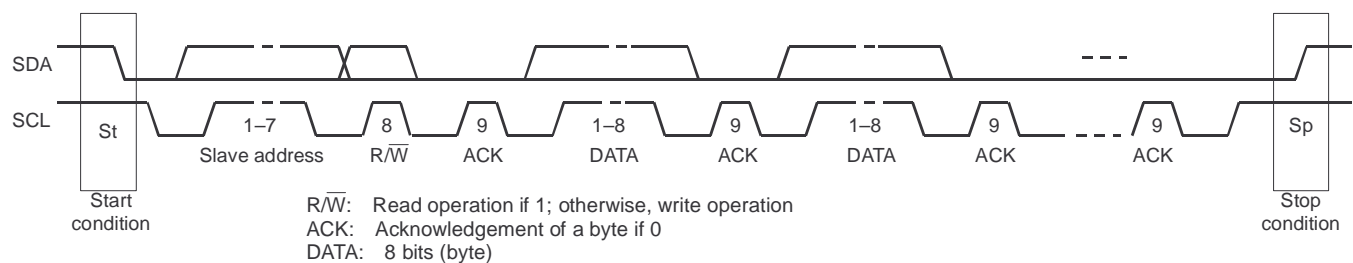 SDA
SCL
St 1–7 8 9 1–8 9 1–8 9 9 Sp
Slave address R/W̅ ACK DATA ACK DATA ACK ACK
Start
condition
Stop
condition
R/W̅: Read operation if 1; otherwise, write operation
ACK: Acknowledgement of a byte if 0
DATA: 8 bits (byte)